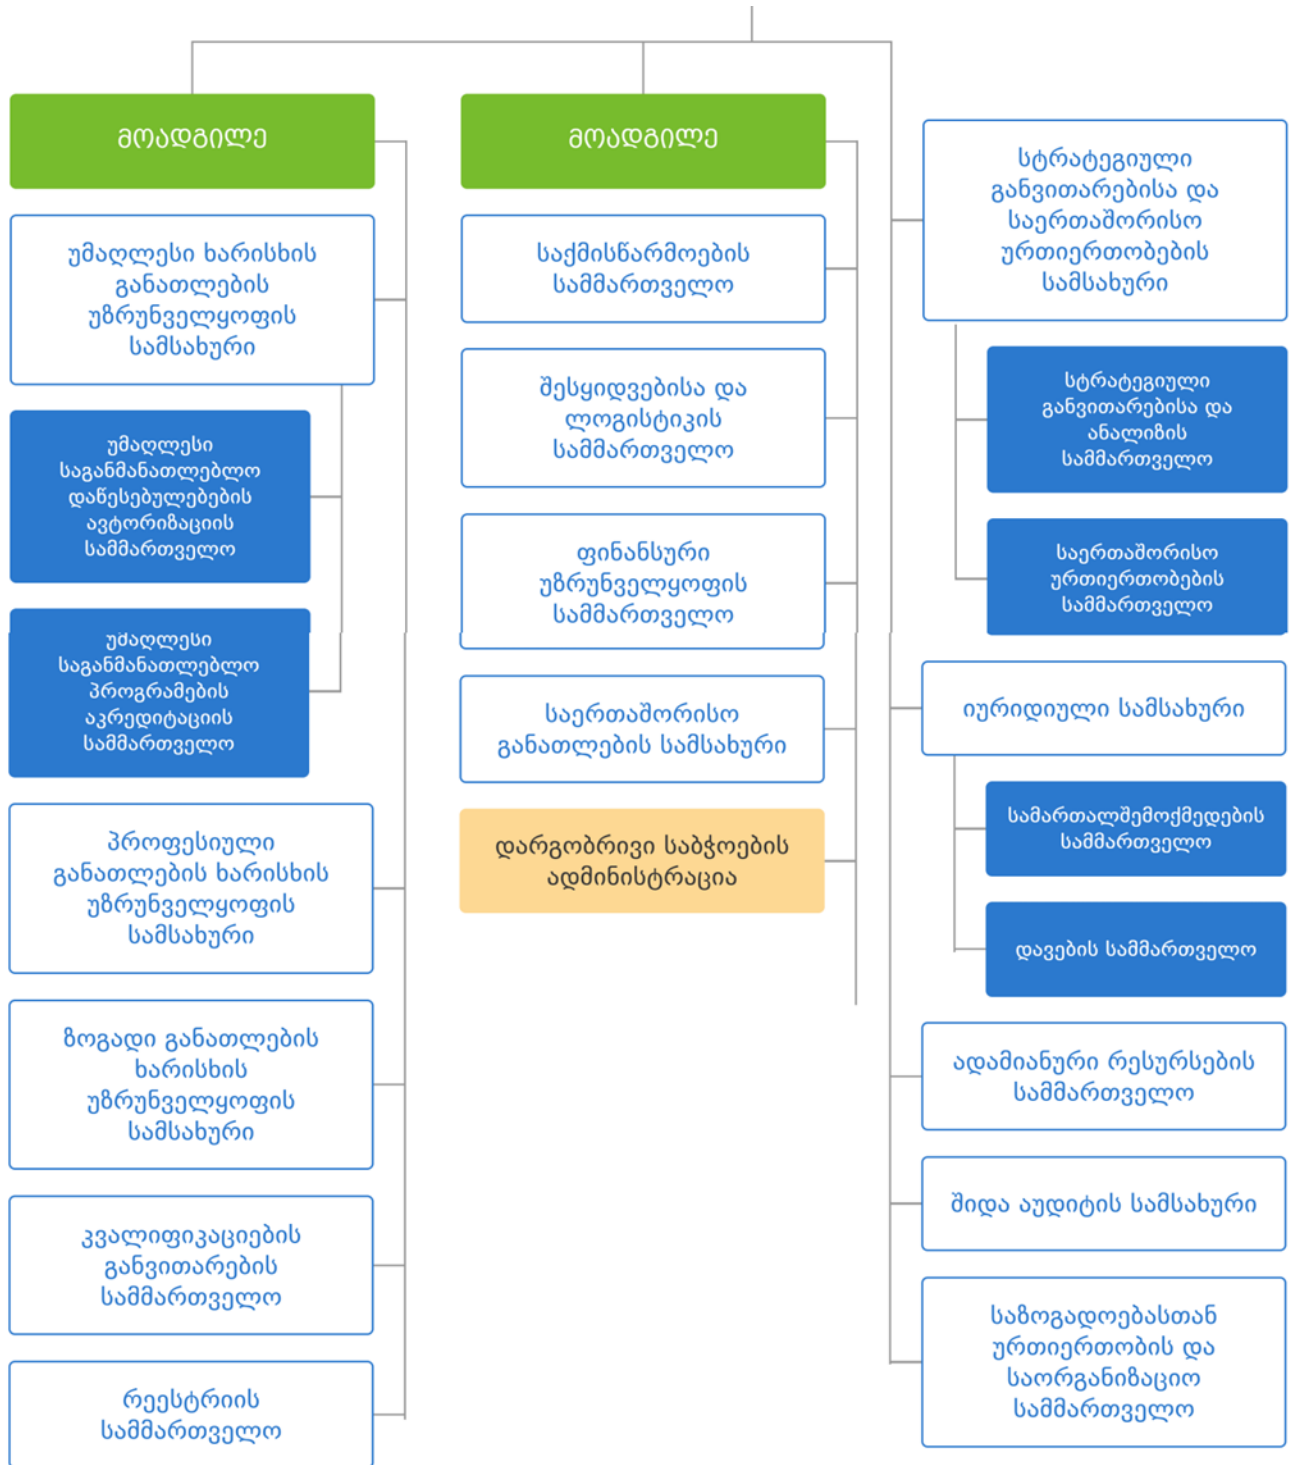 მოადგილე
უმაღლესი ხარისხის
განათლების
უზრუნველყოფის
სამსახური
უმაღლესი
საგანმანათლებლო
დაწესებულებების
ავტორიზაციის
სამმართველო
უმაღლესი
საგანმანათლებლო
პროგრამების
აკრედიტაციის
სამმართველო
პროფესიული
განათლების ხარისხის
უზრუნველყოფის
სამსახური
ზოგადი განათლების
ხარისხის
უზრუნველყოფის
სამსახური
კვალიფიკაციების
განვითარების
სამმართველო
რეესტრიის
სამმართველო
მოადგილე
საქმისწარმოების
სამმართველო
შესყიდვებისა და
ლოგისტიკის
სამმართველო
ფინანსური
უზრუნველყოფის
სამმართველო
საერთაშორისო
განათლების სამსახური
დარგობრივი საბჭოების
ადმინისტრაცია
სტრატეგიული
განვითარებისა და
საერთაშორისო
ურთიერთობების
სამსახური
სტრატეგიული
განვითარებისა და
ანალიზის
სამმართველო
საერთაშორისო
ურთიერთობების
სამმართველო
იურიდიული სამსახური
სამართალშემოქმედების
სამმართველო
დავების სამმართველო
ადამიანური რესურსების
სამმართველო
შიდა აუდიტის სამსახური
საზოგადოებასთან
ურთიერთობის და
საორგანიზაციო
სამმართველო